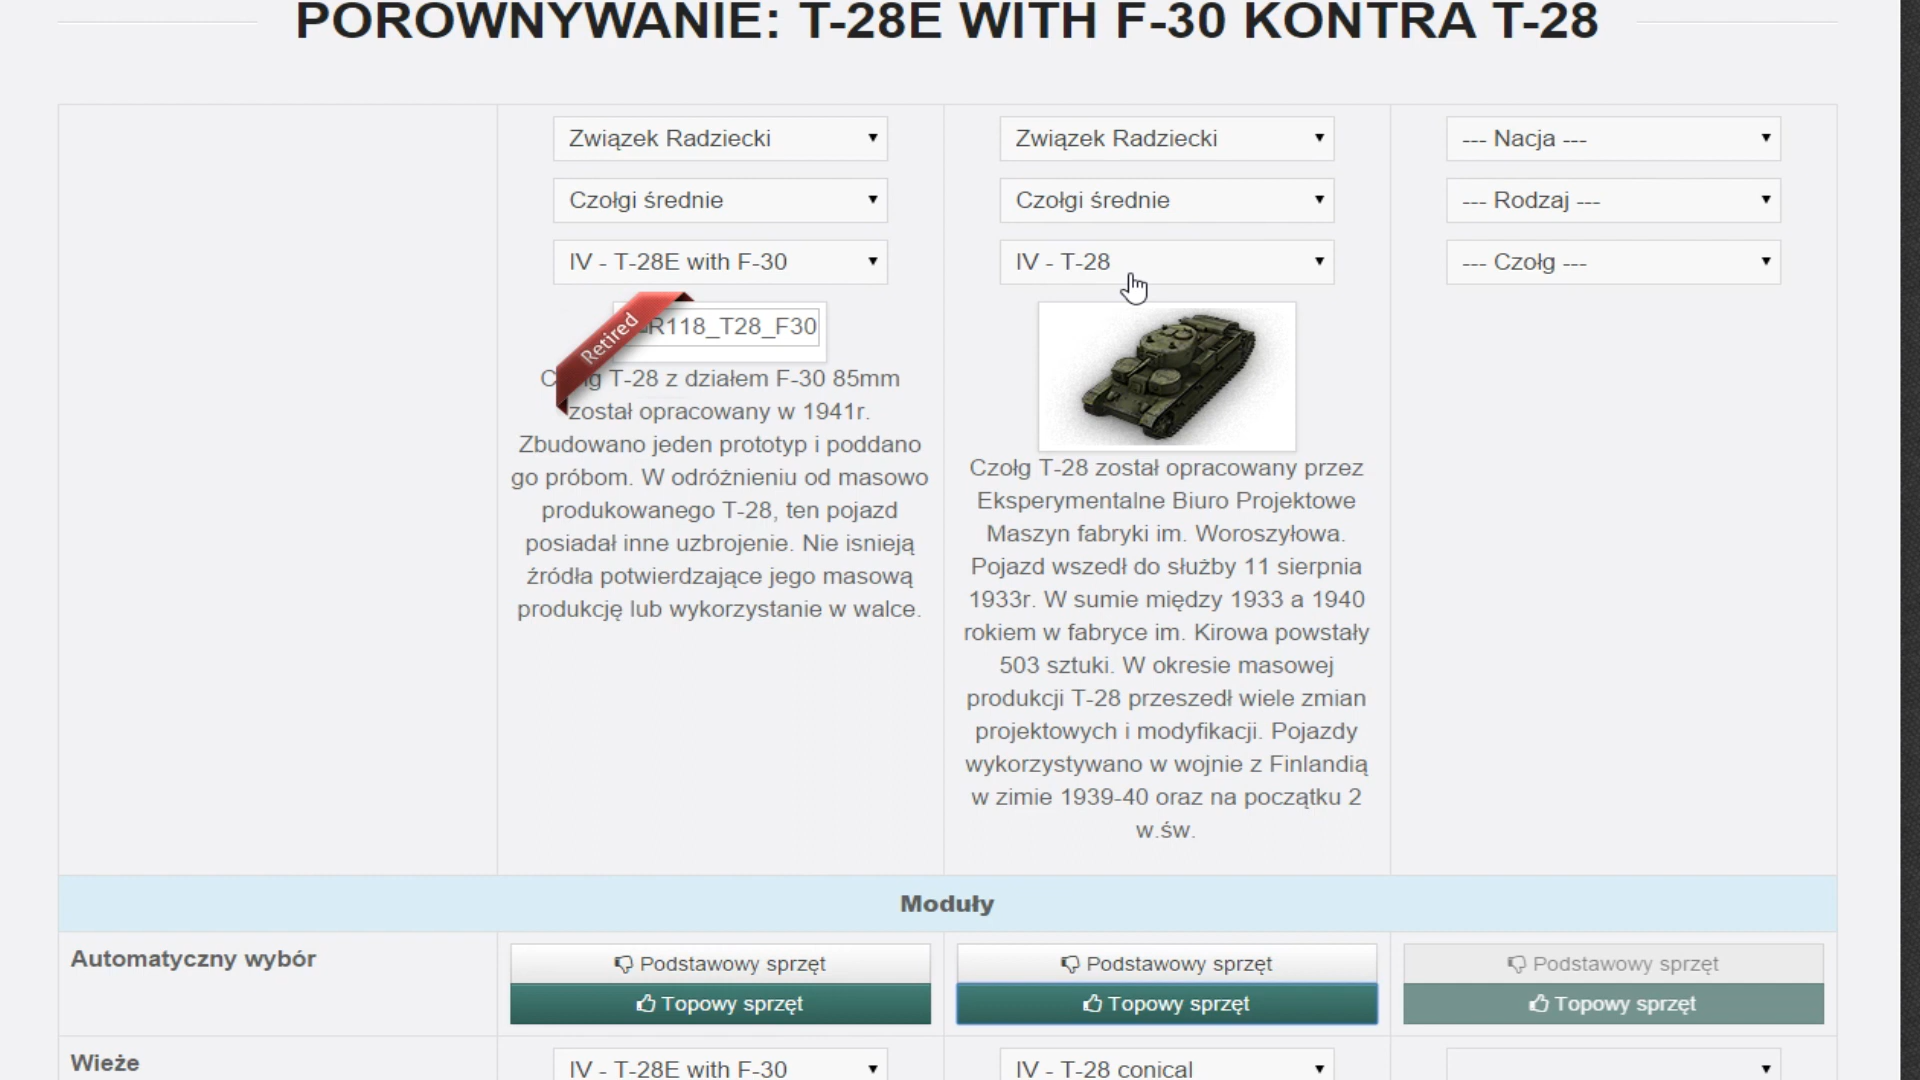 PORÓWNYWANIE: T-28E WITH F-30 KONTRA T-28
Związek Radziecki
Czołgi średnie
IV - T-28E with F-30
Retired
R118_T28_F30
T-28 z działem F-30 85mm
został opracowany w 1941r.
Zbudowano jeden prototyp i poddano
go próbom. W odróżnieniu od masowo
produkowanego T-28, ten pojazd
posiadał inne uzbrojenie. Nie isnieją
źródła potwierdzające jego masową
produkcję lub wykorzystanie w walce.
Związek Radziecki
Czołgi średnie
IV - T-28
Czołg T-28 został opracowany przez
Eksperymentalne Biuro Projektowe
Maszyn fabryki im. Woroszyłowa.
Pojazd wszedł do służby 11 sierpnia
1933r. W sumie między 1933 a 1940
rokiem w fabryce im. Kirowa powstały
503 sztuki. W okresie masowej
produkcji T-28 przeszedł wiele zmian
projektowych i modyfikacji. Pojazdy
wykorzystywano w wojnie z Finlandią
w zimie 1939-40 oraz na początku 2
w.św.
--- Nacja ---
--- Rodzaj ---
--- Czołg ---
Moduły
Automatyczny wybór
Podstawowy sprzęt
Topowy sprzęt
Podstawowy sprzęt
Topowy sprzęt
Podstawowy sprzęt
Topowy sprzęt
Wieże
IV - T-28E with F-30
IV - T-28 conical